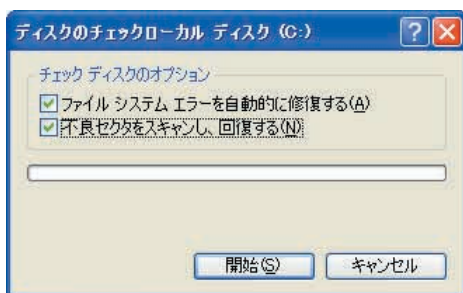 ディスクのチェックローカル ディスク (C:)
チェック ディスクのオプション
ファイル システム エラーを自動的に修復する(A)
不良セクタをスキャンし、回復する(N)
開始(S)
キャンセル